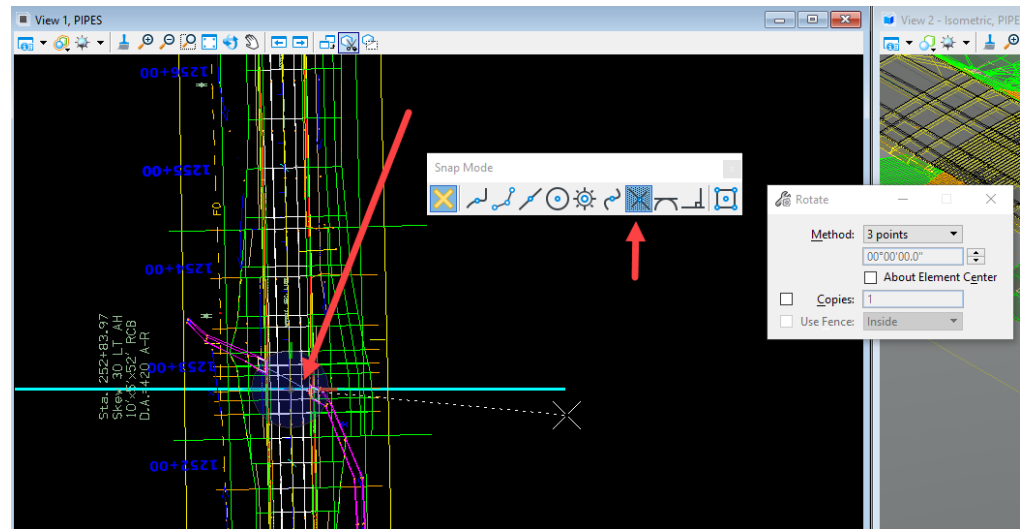 View 1, PIPES
View 2 - Isometric, PIPE
1256+00
1255+00
1254+00
1253+00
1252+00
FO
Sta. 252+83.97
Skew 30 LT AH
10'x5'x52' RCB
D.A.=420 A-R
Snap Mode
Rotate
Method: 3 points
00°00'00.0"
About Element Center
Copies: 1
Use Fence: Inside